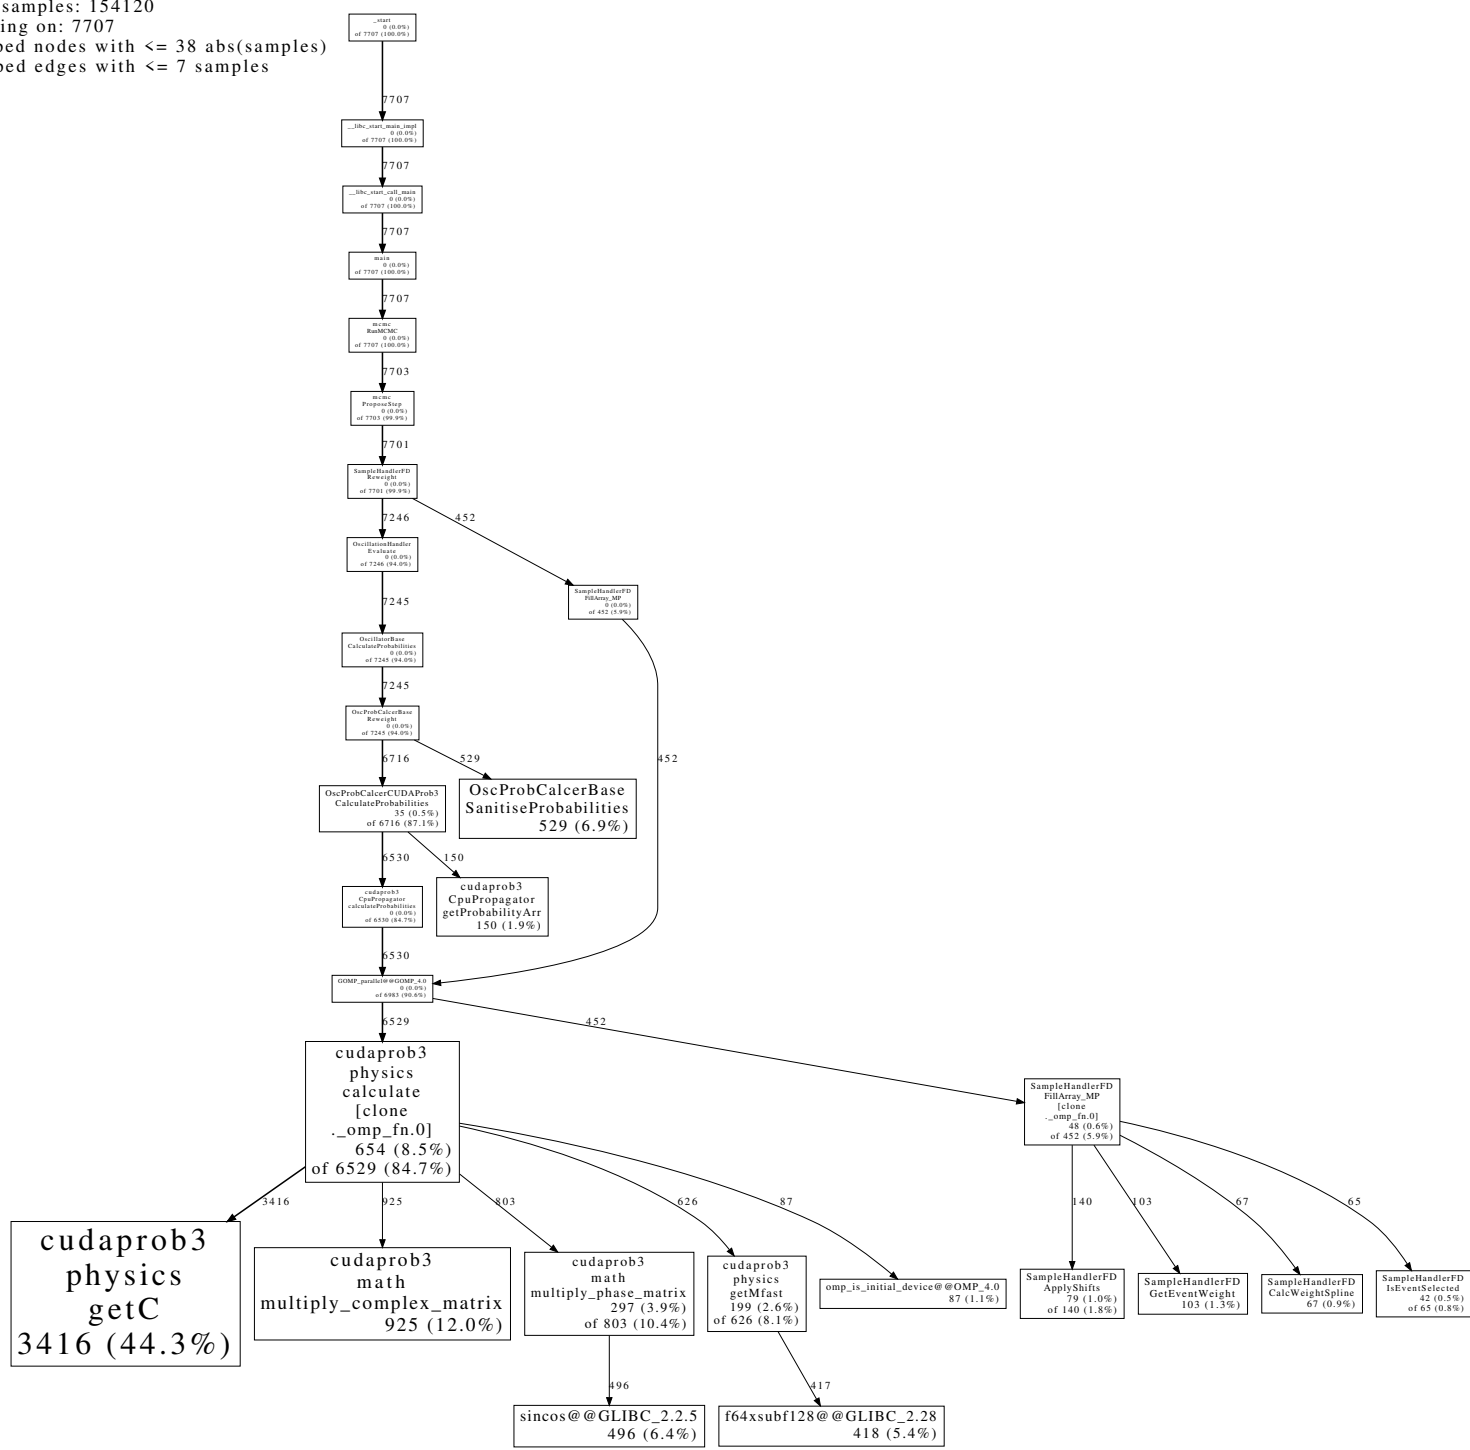 samples: 154120
ing on: 7707
ped nodes with <= 38 abs(samples)
ped edges with <= 7 samples
_start
0 (0.0%)
of 7707 (100.0%)
7707
__libc_start_main_impl
0 (0.0%)
of 7707 (100.0%)
7707
__libc_start_call_main
0 (0.0%)
of 7707 (100.0%)
7707
main
0 (0.0%)
of 7707 (100.0%)
7707
mcmc
RunMCMC
0 (0.0%)
of 7707 (100.0%)
7703
mcmc
ProposeStep
0 (0.0%)
of 7703 (99.9%)
7701
SampleHandlerFD
Reweight
0 (0.0%)
of 7701 (99.9%)
7246
452
OscillationHandler
Evaluate
0 (0.0%)
of 7246 (94.0%)
SampleHandlerFD
FillArray_MP
0 (0.0%)
of 452 (5.9%)
7245
OscillatorBase
CalculateProbabilities
0 (0.0%)
of 7245 (94.0%)
7245
OscProbCalcerBase
Reweight
0 (0.0%)
of 7245 (94.0%)
6716
529
452
OscProbCalcerCUDAProb3
CalculateProbabilities
35 (0.5%)
of 6716 (87.1%)
OscProbCalcerBase
SanitiseProbabilities
529 (6.9%)
6530
150
cudaprob3
CpuPropagator
calculateProbabilities
0 (0.0%)
of 6530 (84.7%)
cudaprob3
CpuPropagator
getProbabilityArr
150 (1.9%)
6530
GOMP_parallel@@GOMP_4.0
0 (0.0%)
of 6983 (90.6%)
6529
452
cudaprob3
physics
calculate
[clone
._omp_fn.0]
654 (8.5%)
of 6529 (84.7%)
SampleHandlerFD
FillArray_MP
[clone
._omp_fn.0]
48 (0.6%)
of 452 (5.9%)
3416
925
803
626
87
140
103
67
65
cudaprob3
physics
getC
3416 (44.3%)
cudaprob3
math
multiply_complex_matrix
925 (12.0%)
cudaprob3
math
multiply_phase_matrix
297 (3.9%)
of 803 (10.4%)
cudaprob3
physics
getMfast
199 (2.6%)
of 626 (8.1%)
omp_is_initial_device@@OMP_4.0
87 (1.1%)
SampleHandlerFD
ApplyShifts
79 (1.0%)
of 140 (1.8%)
SampleHandlerFD
GetEventWeight
103 (1.3%)
SampleHandlerFD
CalcWeightSpline
67 (0.9%)
SampleHandlerFD
IsEventSelected
42 (0.5%)
of 65 (0.8%)
496
417
sincos@@GLIBC_2.2.5
496 (6.4%)
f64xsubf128@@GLIBC_2.28
418 (5.4%)